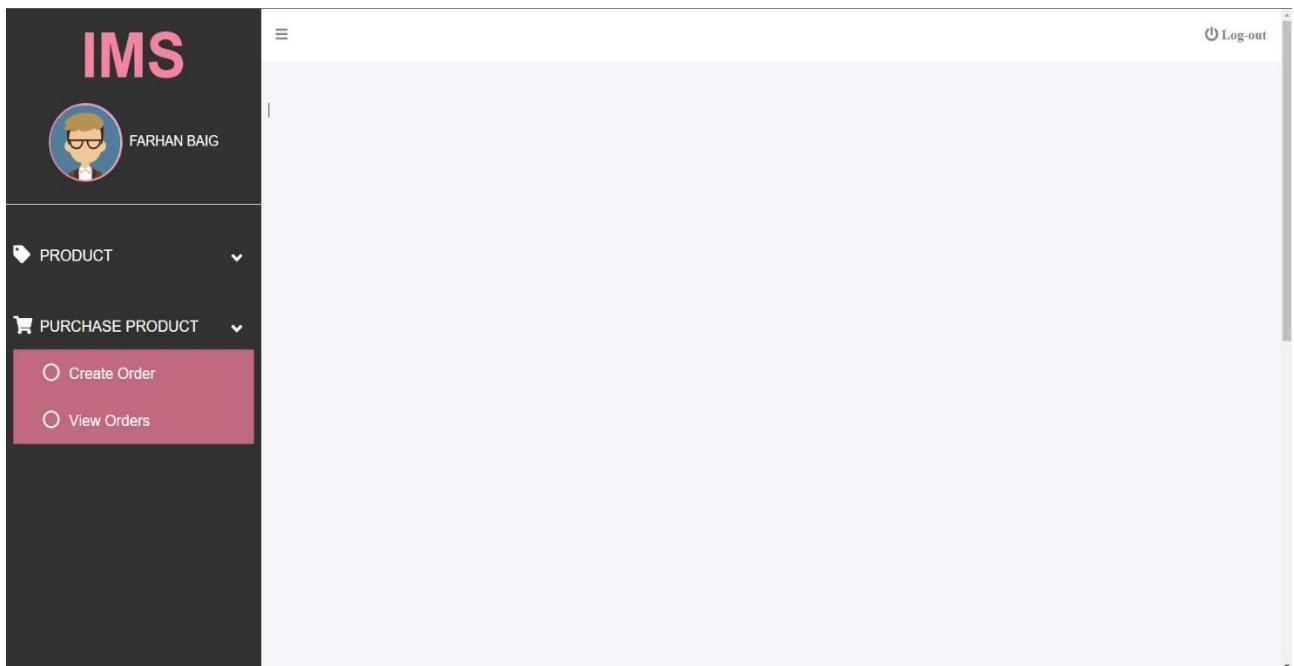 IMS
Log-out
FARHAN BAIG
PRODUCT
PURCHASE PRODUCT
Create Order
View Orders